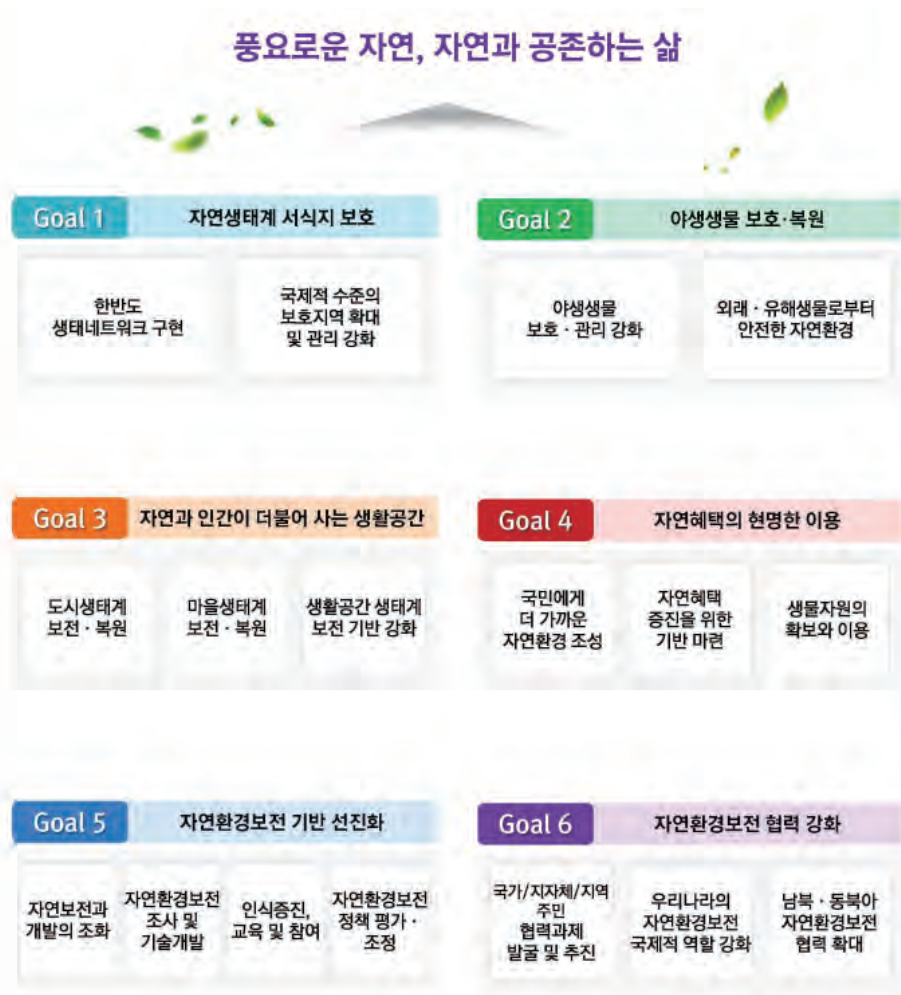 풍요로운 자연, 자연과 공존하는 삶
Goal 1
자연생태계 서식지 보호
한반도
생태네트워크 구현
국제적 수준의
보호지역 확대
및 관리 강화
Goal 2
야생생물 보호·복원
야생생물
보호 · 관리 강화
외래 · 유해생물로부터
안전한 자연환경
Goal 3
자연과 인간이 더불어 사는 생활공간
도시생태계
보전 · 복원
마을생태계
보전 · 복원
생활공간 생태계
보전 기반 강화
Goal 4
자연혜택의 현명한 이용
국민에게
더 가까운
자연환경 조성
자연혜택
증진을 위한
기반 마련
생물자원의
확보와 이용
Goal 5
자연환경보전 기반 선진화
자연보전과
개발의 조화
자연환경보전
조사 및
기술개발
인식증진,
교육 및 참여
자연환경보전
정책 평가 ·
조정
Goal 6
자연환경보전 협력 강화
국가/지자체/지역
주민
협력과제
발굴 및 추진
우리나라의
자연환경보전
국제적 역할 강화
남북 · 동북아
자연환경보전
협력 확대